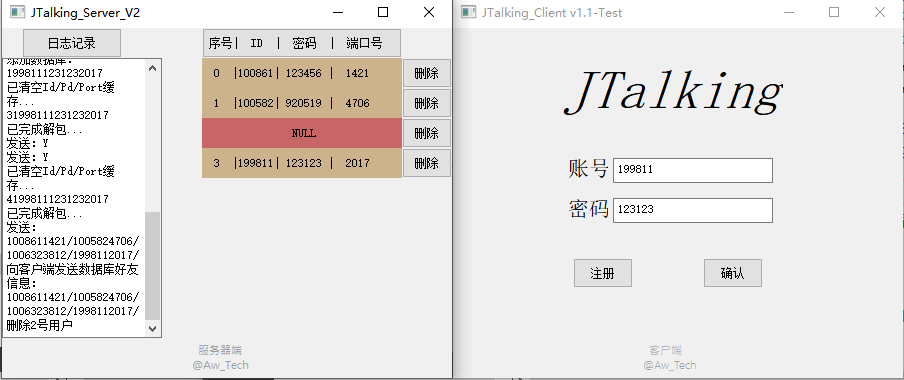 JTalking_Server_V2
日志记录
添加数据库:
1998111231232017
已清空Id/Pd/Port缓
存...
31998111231232017
已完成解包...
发送: Y
发送: Y
已清空Id/Pd/Port缓
存...
41998111231232017
已完成解包...
发送:
1008611421/1005824706/
1006323812/1998112017/
向客户端发送数据库好友
信息:
1008611421/1005824706/
1006323812/1998112017/
删除2号用户
序号| ID | 密码 | 端口号
0 |100861| 123456 | 1421 删除
1 |100582| 920519 | 4706 删除
NULL 删除
3 |199811| 123123 | 2017 删除
服务器端
@Aw_Tech
JTalking_Client v1.1-Test
JTalking
账号 199811
密码 123123
注册 确认
客户端
@Aw_Tech